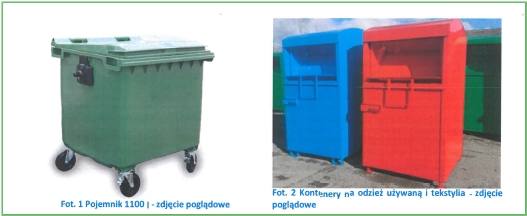 Fot. 1 Pojemnik 1100 l - zdjęcie poglądowe
Fot. 2 Kontenery na odzież używaną i tekstylia - zdjęcie
poglądowe